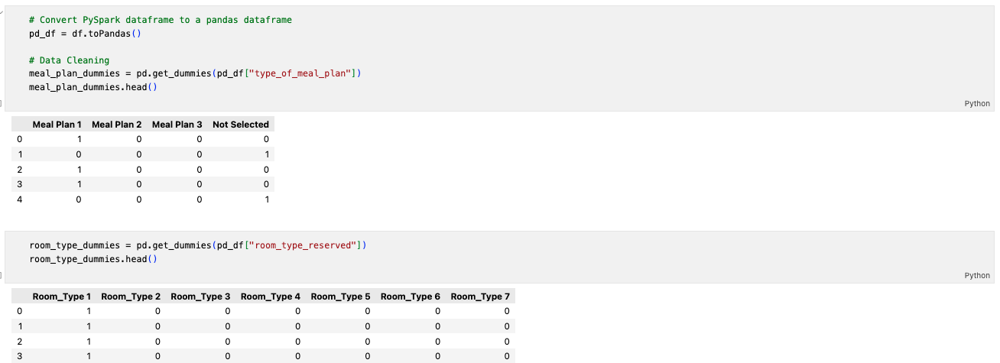 # Convert PySpark dataframe to a pandas dataframe
pd_df = df.toPandas()
# Data Cleaning
meal_plan_dummies = pd.get_dummies(pd_df["type_of_meal_plan"])
meal_plan_dummies.head()
Python
Meal Plan 1 Meal Plan 2 Meal Plan 3 Not Selected
0 1 0 0 0
1 0 0 0 1
2 1 0 0 0
3 1 0 0 0
4 0 0 0 1
room_type_dummies = pd.get_dummies(pd_df["room_type_reserved"])
room_type_dummies.head()
Python
Room_Type 1 Room_Type 2 Room_Type 3 Room_Type 4 Room_Type 5 Room_Type 6 Room_Type 7
0 1 0 0 0 0 0 0
1 1 0 0 0 0 0 0
2 1 0 0 0 0 0 0
3 1 0 0 0 0 0 0